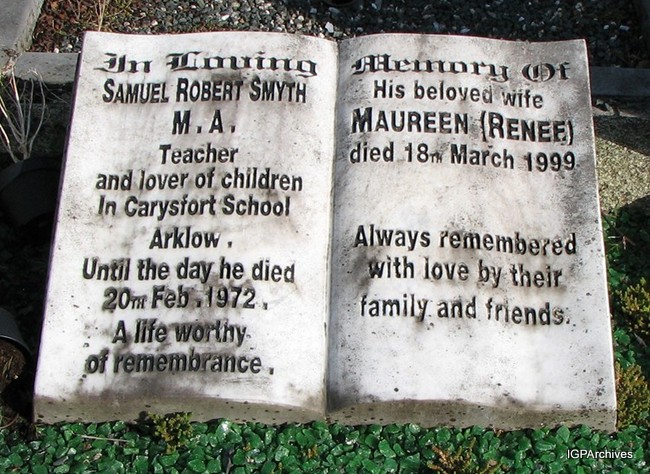 In Loving
SAMUEL ROBERT SMYTH
M.A.
Teacher
and lover of children
In Carysfort School
Arklow.
Until the day he died
20TH Feb.1972.
A life worthy
of remembrance.
Memory Of
His beloved wife
MAUREEN (RENEE)
died 18TH March 1999
Always remembered
with love by their
family and friends.
IGPArchives